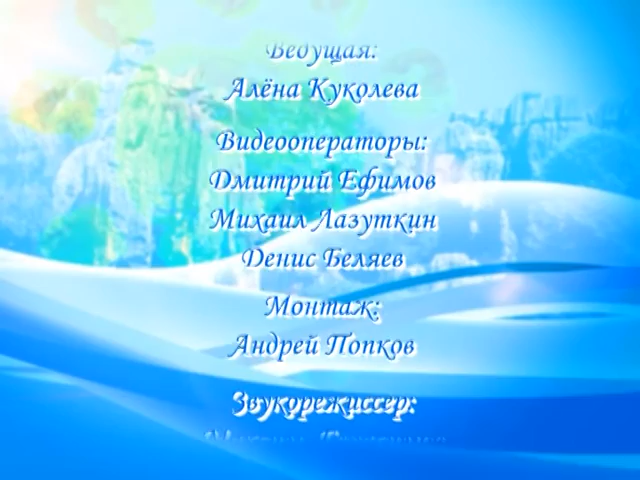 Ведущая:
Алёна Куколева
Видеооператоры:
Дмитрий Ефимов
Михаил Лазуткин
Денис Беляев
Монтаж:
Андрей Попков
Звукорежиссер: